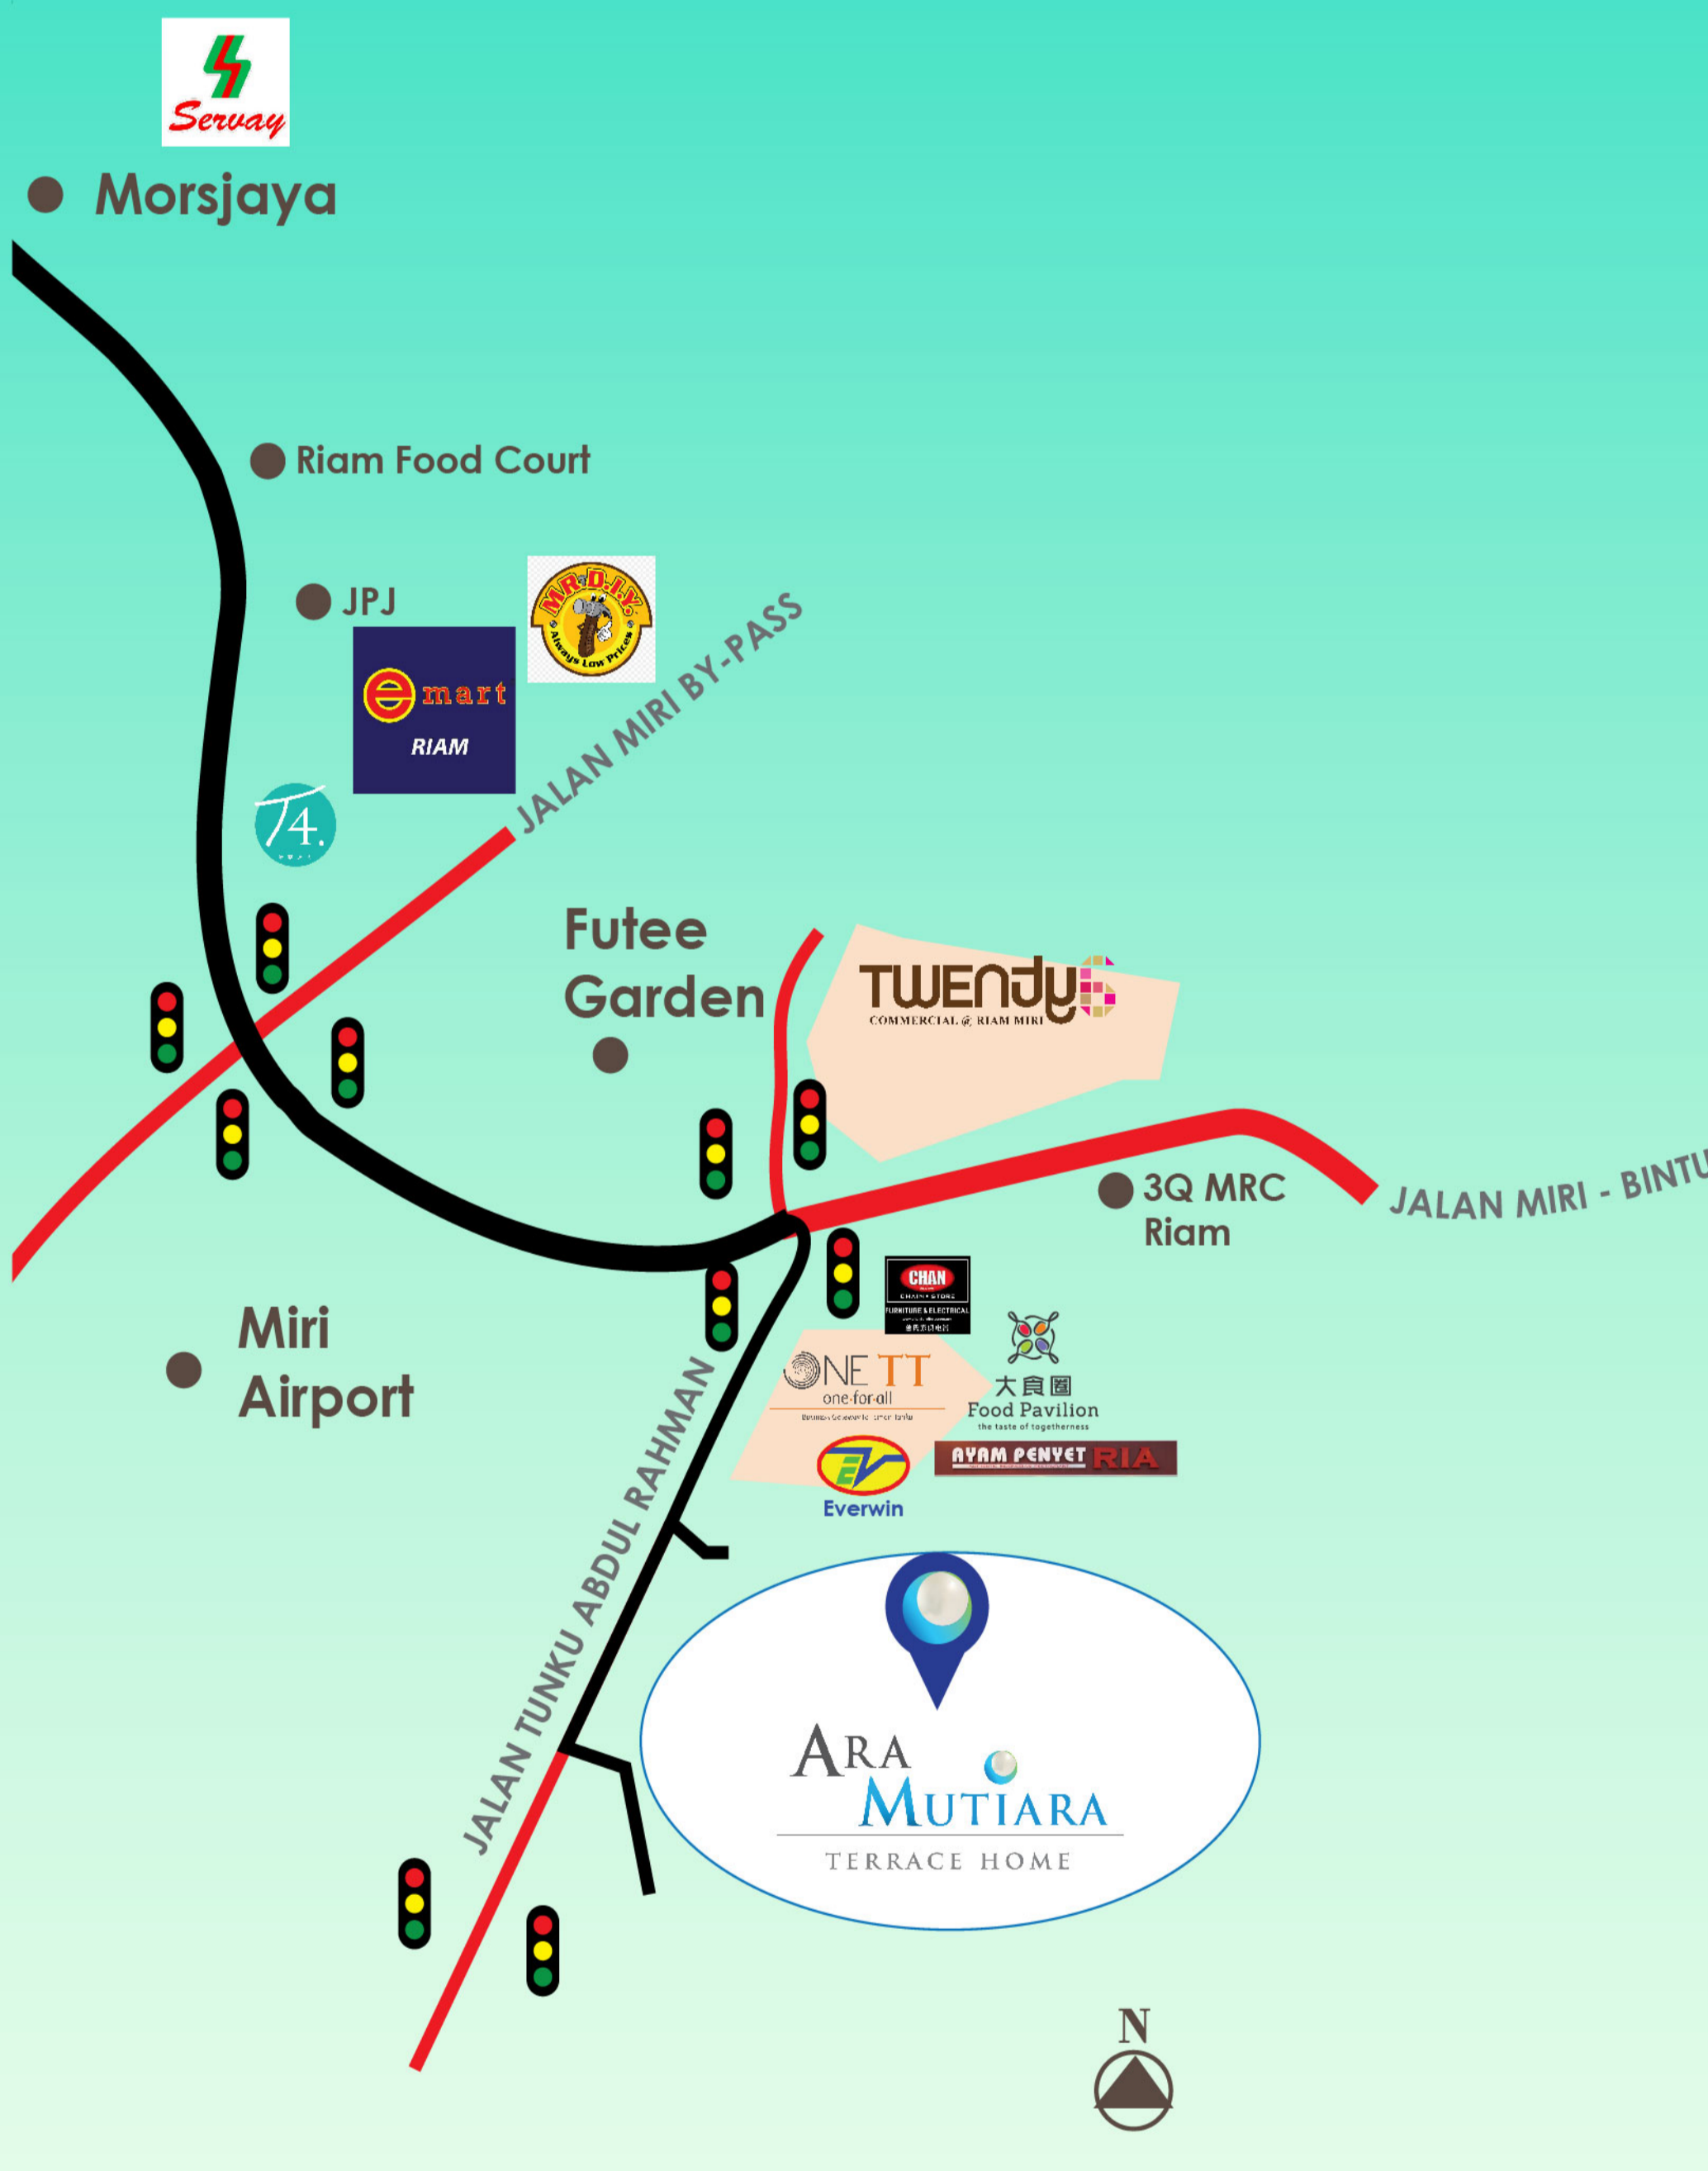 Servay
Morsjaya
Riam Food Court
JPJ
MR.D.I.Y.
Always Low Prices
e mart
RIAM
JALAN MIRI BY-PASS
T4.
Futee
Garden
TWENDY6
COMMERCIAL @ RIAM MIRI
3Q MRC
Riam
JALAN MIRI - BINTU
Miri
Airport
CHAN
CHAIN STORE
FURNITURE & ELECTRICAL
ONE TT
one-for-all
大食圈
Food Pavilion
the taste of togetherness
AYAM PENYET RIA
EV
Everwin
JALAN TUNKU ABDUL RAHMAN
ARA
MUTIARA
TERRACE HOME
N